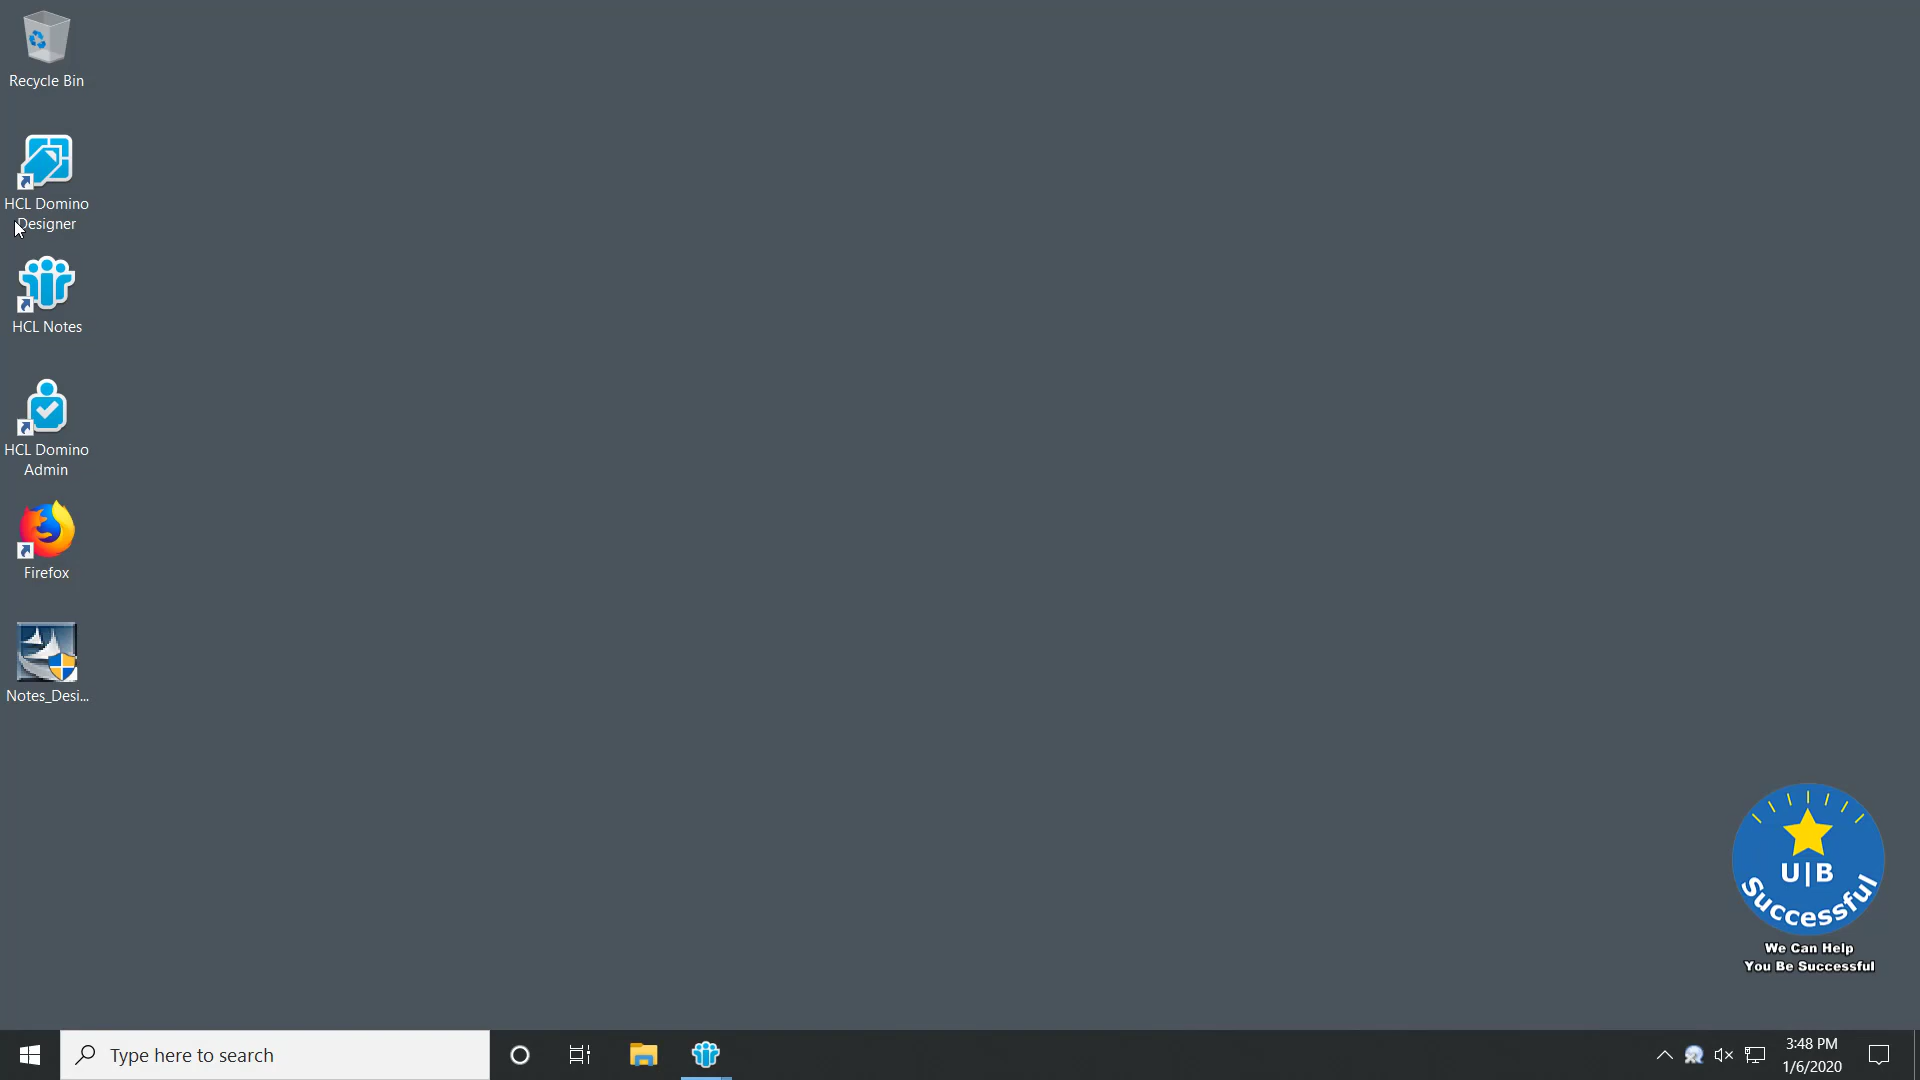 Recycle Bin
HCL Domino
Designer
HCL Notes
HCL Domino
Admin
Firefox
Notes_Desi...
U|B
Successful
We Can Help
You Be Successful
Type here to search
3:48 PM
1/6/2020